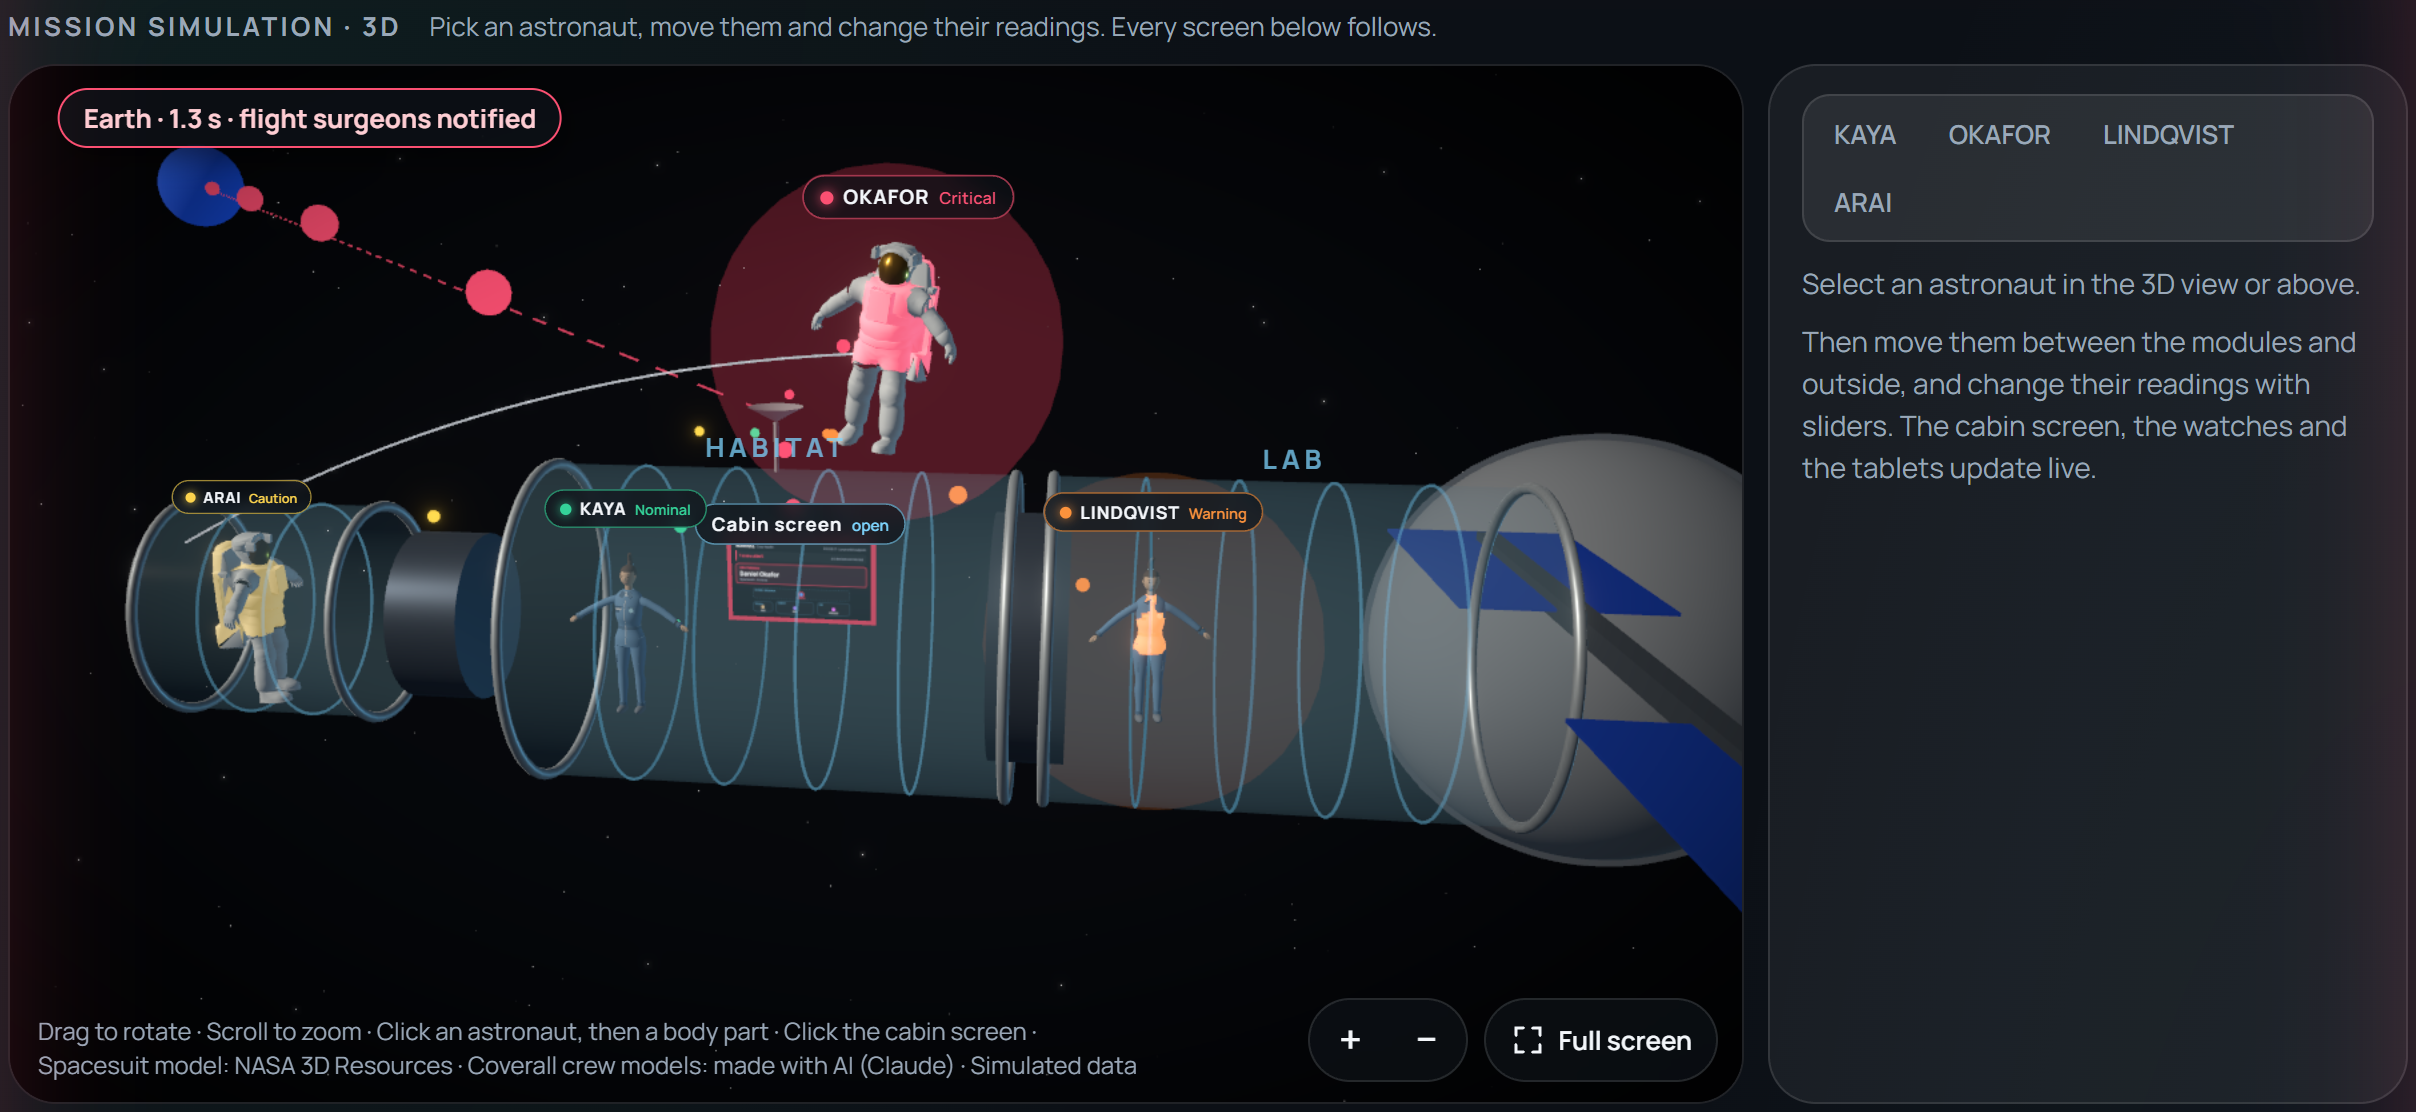 MISSION SIMULATION · 3D Pick an astronaut, move them and change their readings. Every screen below follows.
Earth · 1.3 s · flight surgeons notified
OKAFOR Critical
HABITAT
LAB
ARAI Caution
KAYA Nominal
Cabin screen open
LINDQVIST Warning
Daniel Okafor
Drag to rotate · Scroll to zoom · Click an astronaut, then a body part · Click the cabin screen ·
Spacesuit model: NASA 3D Resources · Coverall crew models: made with AI (Claude) · Simulated data
+ −
Full screen
KAYA OKAFOR LINDQVIST
ARAI
Select an astronaut in the 3D view or above.
Then move them between the modules and
outside, and change their readings with
sliders. The cabin screen, the watches and
the tablets update live.